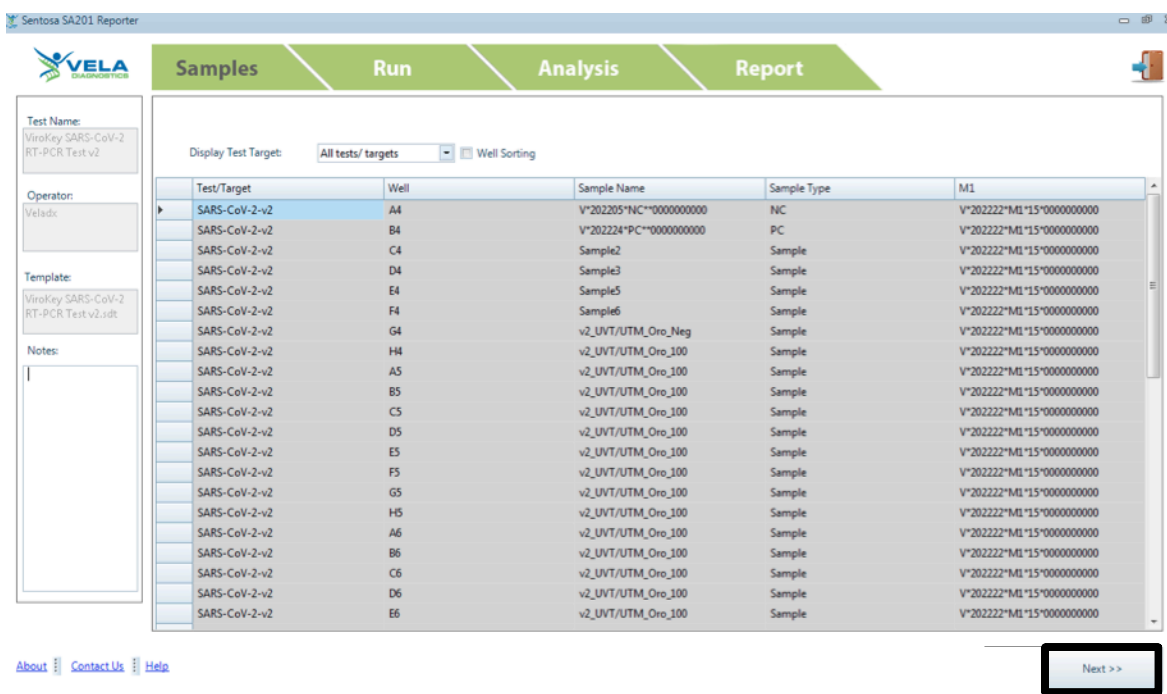 Sentosa SA201 Reporter
VELA
DIAGNOSTICS
Samples Run Analysis Report
Test Name:
ViroKey SARS-CoV-2
RT-PCR Test v2
Operator:
Veladx
Template:
ViroKey SARS-CoV-2
RT-PCR Test v2.sdt
Notes:
Display Test Target: All tests/ targets Well Sorting
Test/Target Well Sample Name Sample Type M1
SARS-CoV-2-v2 A4 V*202205*NC**0000000000 NC V*202222*M1*15*0000000000
SARS-CoV-2-v2 B4 V*202224*PC**0000000000 PC V*202222*M1*15*0000000000
SARS-CoV-2-v2 C4 Sample2 Sample V*202222*M1*15*0000000000
SARS-CoV-2-v2 D4 Sample3 Sample V*202222*M1*15*0000000000
SARS-CoV-2-v2 E4 Sample5 Sample V*202222*M1*15*0000000000
SARS-CoV-2-v2 F4 Sample6 Sample V*202222*M1*15*0000000000
SARS-CoV-2-v2 G4 v2_UVT/UTM_Oro_Neg Sample V*202222*M1*15*0000000000
SARS-CoV-2-v2 H4 v2_UVT/UTM_Oro_100 Sample V*202222*M1*15*0000000000
SARS-CoV-2-v2 A5 v2_UVT/UTM_Oro_100 Sample V*202222*M1*15*0000000000
SARS-CoV-2-v2 B5 v2_UVT/UTM_Oro_100 Sample V*202222*M1*15*0000000000
SARS-CoV-2-v2 C5 v2_UVT/UTM_Oro_100 Sample V*202222*M1*15*0000000000
SARS-CoV-2-v2 D5 v2_UVT/UTM_Oro_100 Sample V*202222*M1*15*0000000000
SARS-CoV-2-v2 E5 v2_UVT/UTM_Oro_100 Sample V*202222*M1*15*0000000000
SARS-CoV-2-v2 F5 v2_UVT/UTM_Oro_100 Sample V*202222*M1*15*0000000000
SARS-CoV-2-v2 G5 v2_UVT/UTM_Oro_100 Sample V*202222*M1*15*0000000000
SARS-CoV-2-v2 H5 v2_UVT/UTM_Oro_100 Sample V*202222*M1*15*0000000000
SARS-CoV-2-v2 A6 v2_UVT/UTM_Oro_100 Sample V*202222*M1*15*0000000000
SARS-CoV-2-v2 B6 v2_UVT/UTM_Oro_100 Sample V*202222*M1*15*0000000000
SARS-CoV-2-v2 C6 v2_UVT/UTM_Oro_100 Sample V*202222*M1*15*0000000000
SARS-CoV-2-v2 D6 v2_UVT/UTM_Oro_100 Sample V*202222*M1*15*0000000000
SARS-CoV-2-v2 E6 v2_UVT/UTM_Oro_100 Sample V*202222*M1*15*0000000000
About Contact Us Help
Next >>